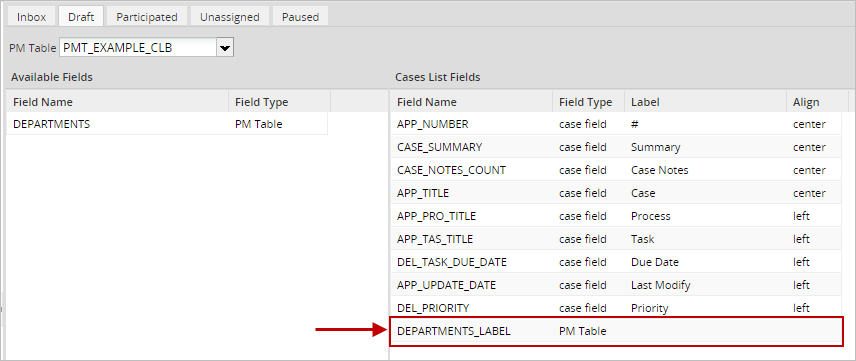 Inbox Draft Participated Unassigned Paused
PM Table PMT_EXAMPLE_CLB
Available Fields Cases List Fields
Field Name Field Type Field Name Field Type Label Align
DEPARTMENTS PM Table APP_NUMBER case field # center
CASE_SUMMARY case field Summary center
CASE_NOTES_COUNT case field Case Notes center
APP_TITLE case field Case center
APP_PRO_TITLE case field Process left
APP_TAS_TITLE case field Task left
DEL_TASK_DUE_DATE case field Due Date left
APP_UPDATE_DATE case field Last Modify left
DEL_PRIORITY case field Priority left
DEPARTMENTS_LABEL PM Table